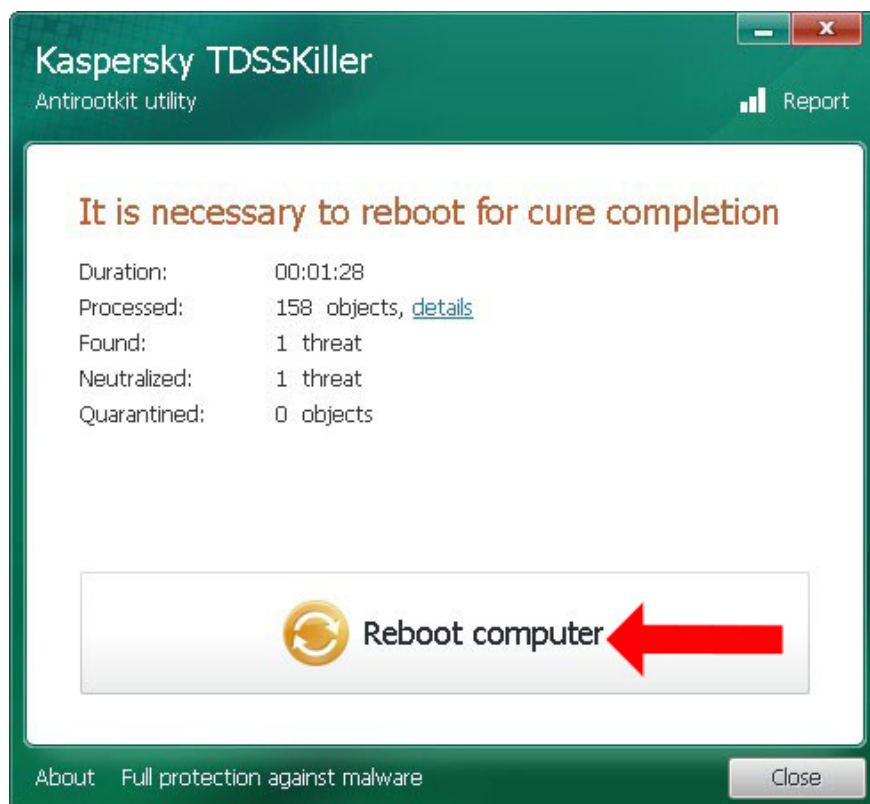 Kaspersky TDSSKiller
Antirootkit utility
Report
It is necessary to reboot for cure completion
Duration: 00:01:28
Processed: 158 objects, details
Found: 1 threat
Neutralized: 1 threat
Quarantined: 0 objects
Reboot computer
About Full protection against malware Close